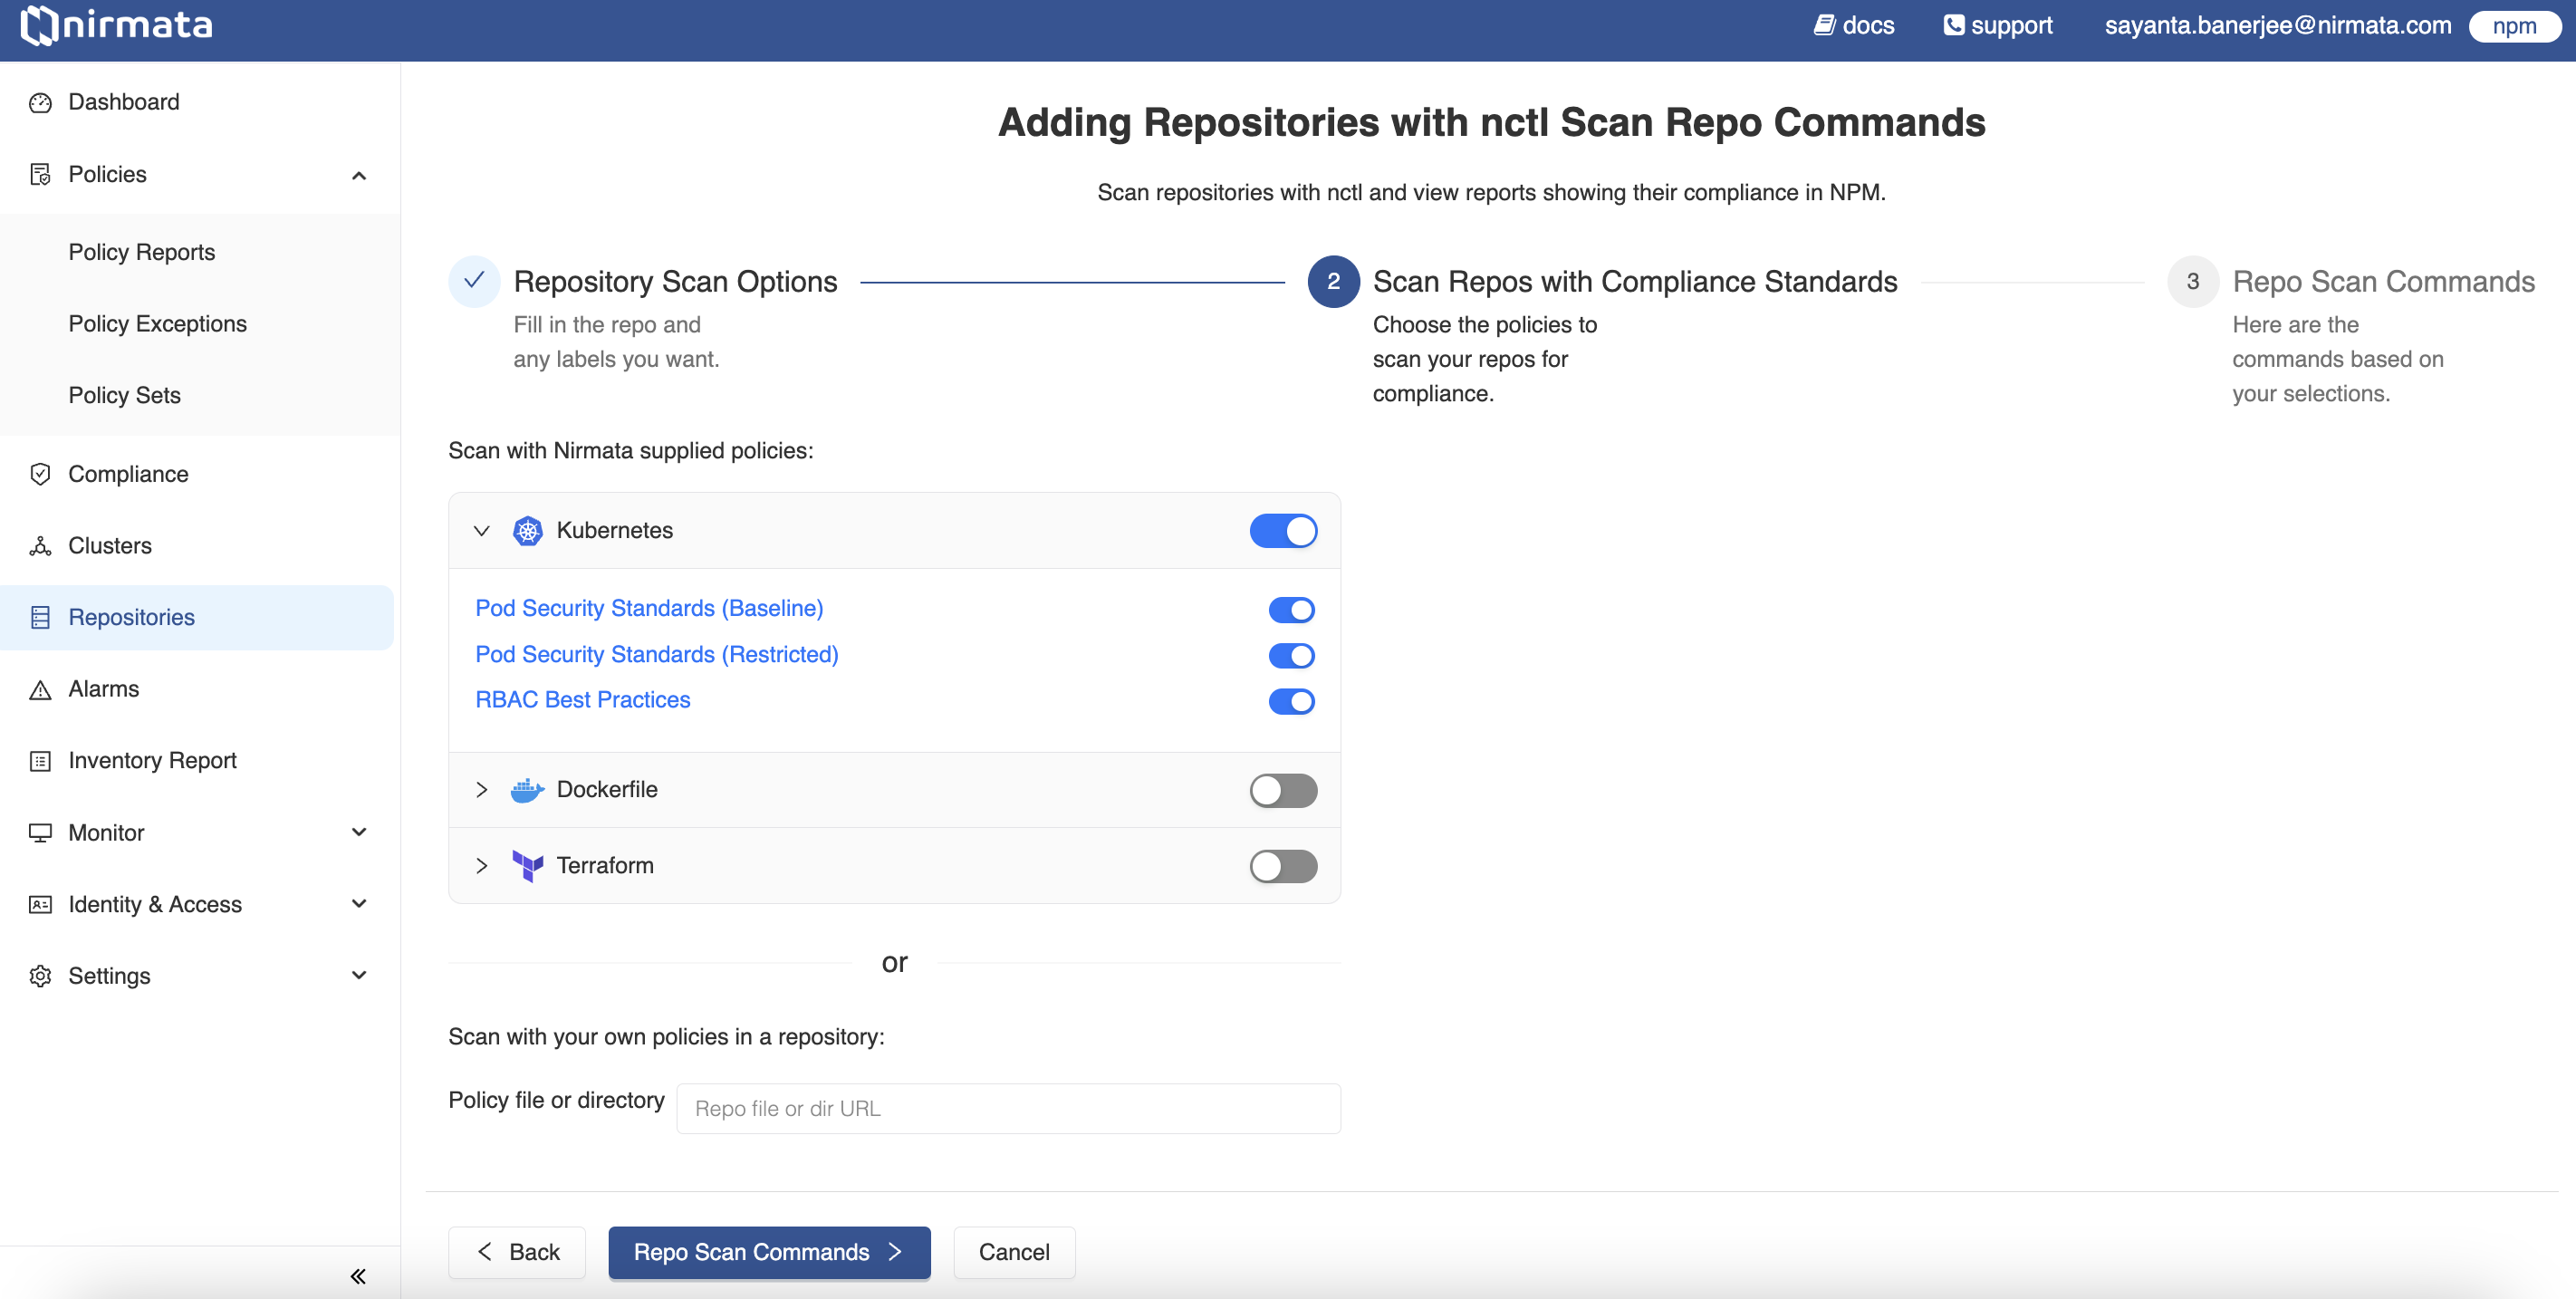 nirmata
docs
support
sayanta.banerjee@nirmata.com
npm
Dashboard
Policies
Policy Reports
Policy Exceptions
Policy Sets
Compliance
Clusters
Repositories
Alarms
Inventory Report
Monitor
Identity & Access
Settings
Adding Repositories with nctl Scan Repo Commands
Scan repositories with nctl and view reports showing their compliance in NPM.
Repository Scan Options
Fill in the repo and
any labels you want.
2
Scan Repos with Compliance Standards
Choose the policies to
scan your repos for
compliance.
3
Repo Scan Commands
Here are the
commands based on
your selections.
Scan with Nirmata supplied policies:
Kubernetes
Pod Security Standards (Baseline)
Pod Security Standards (Restricted)
RBAC Best Practices
Dockerfile
Terraform
or
Scan with your own policies in a repository:
Policy file or directory
Repo file or dir URL
Back
Repo Scan Commands
Cancel